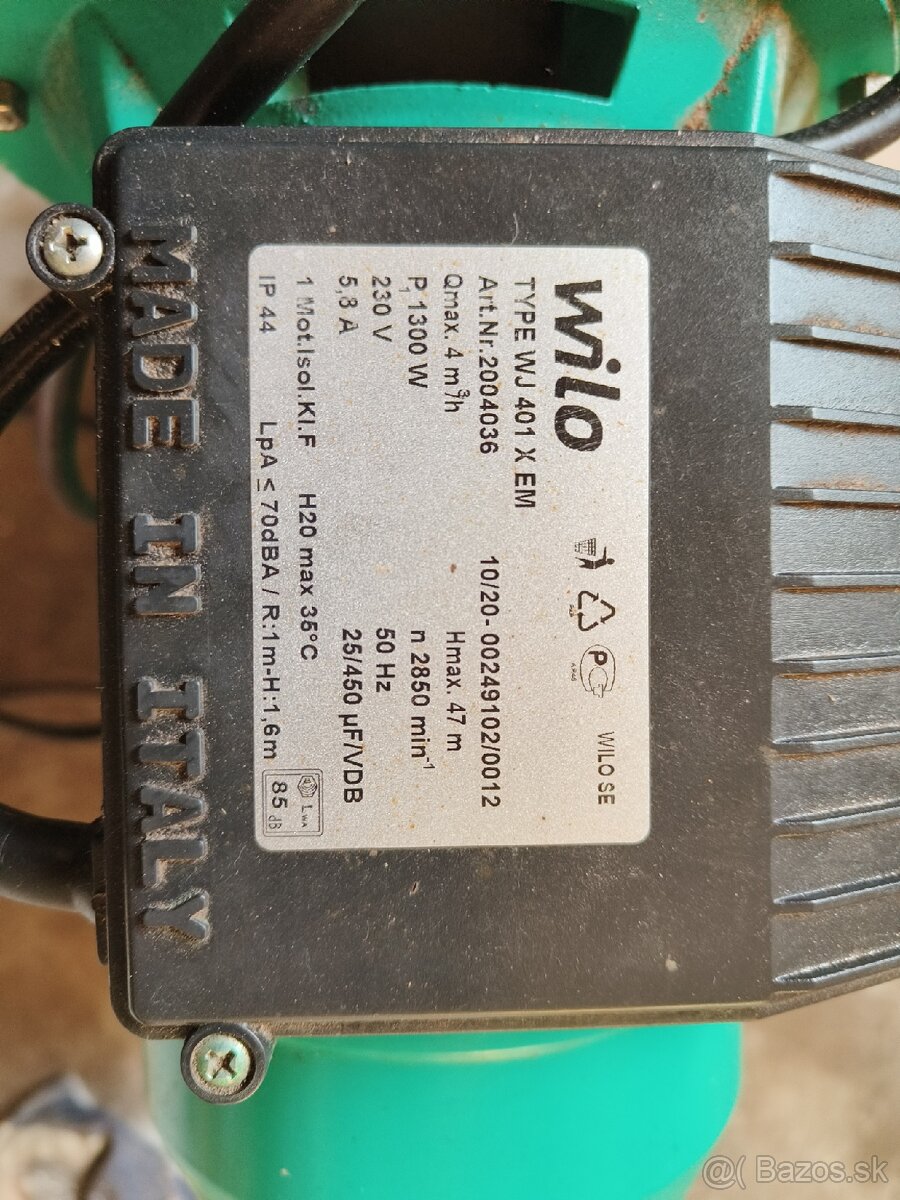 wilo
WILO SE
TYPE WJ 401 X EM
Art.Nr.2004036 10/20- 00249102/0012
Qmax. 4 m³/h Hmax. 47 m
P₁ 1300 W n 2850 min⁻¹
230 V 50 Hz
5,8 A 25/450 µF/VDB
1 Mot.Isol.Kl.F H20 max 35°C
IP 44 LpA ≤ 70dBA / R:1m-H:1,6m
LWA
85 dB
MADE IN ITALY
@( Bazos.sk